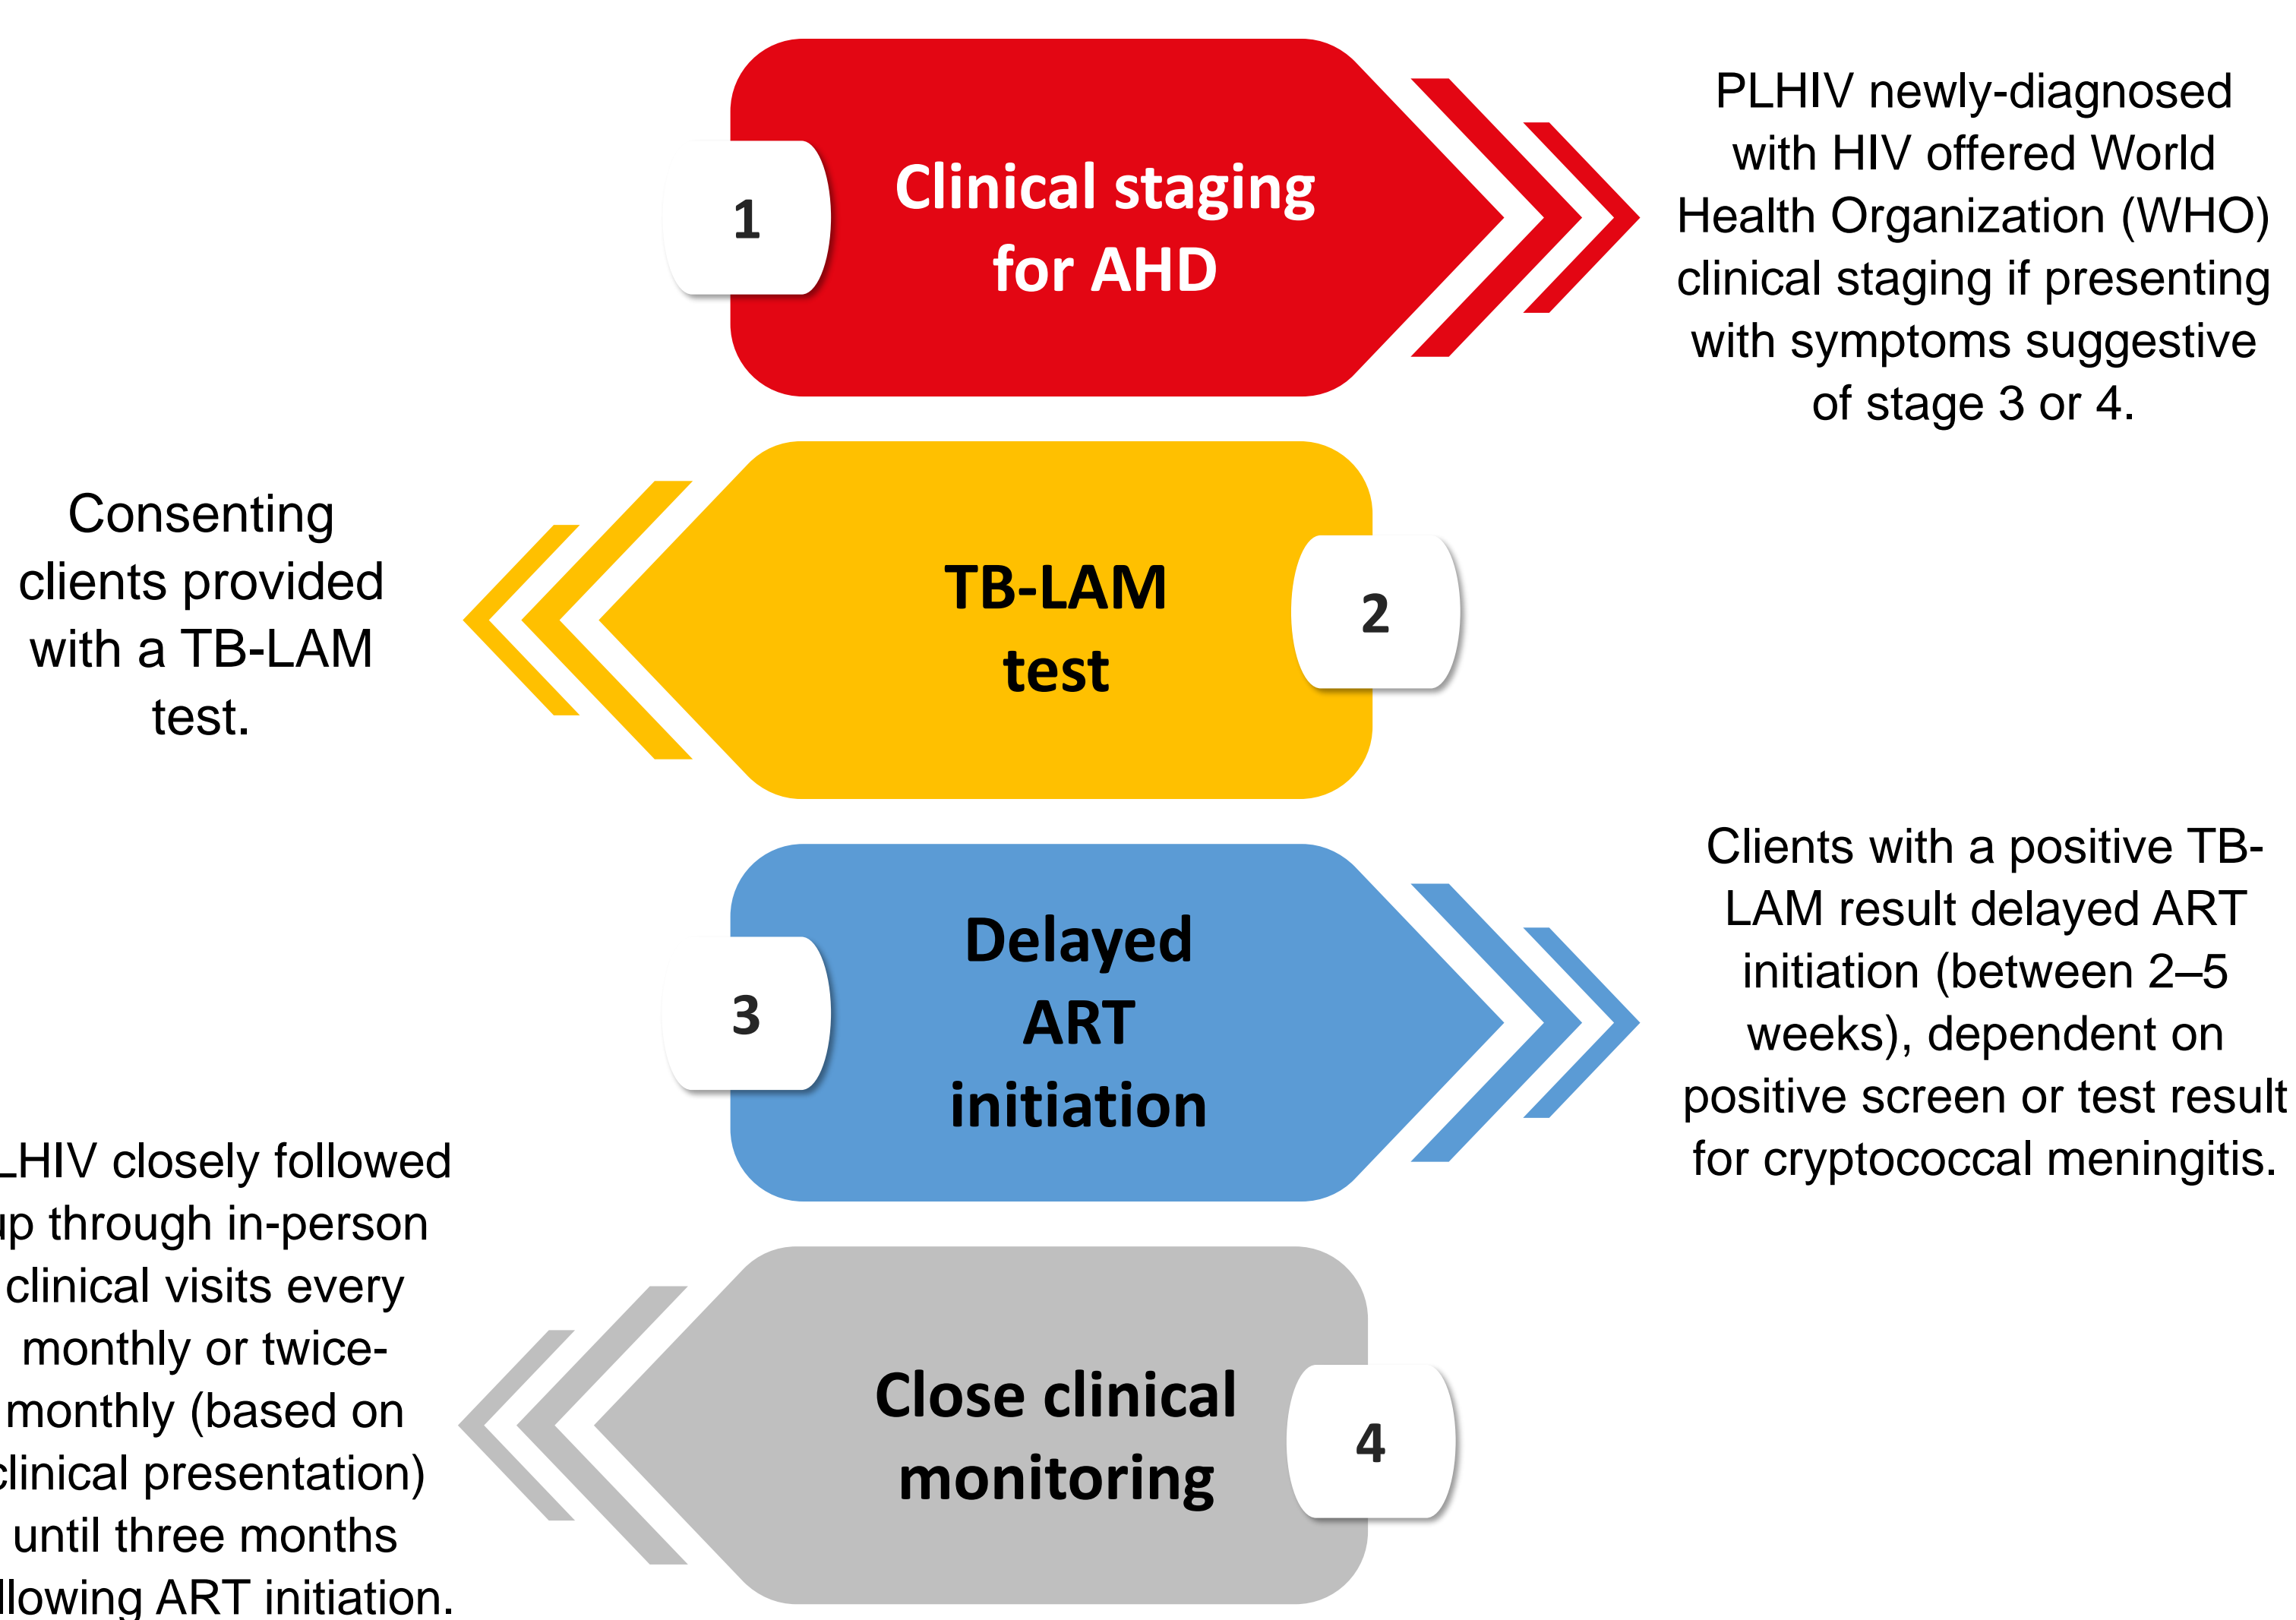 1
Clinical staging
for AHD
PLHIV newly-diagnosed
with HIV offered World
Health Organization (WHO)
clinical staging if presenting
with symptoms suggestive
of stage 3 or 4.
Consenting
clients provided
with a TB-LAM
test.
TB-LAM
test
2
3
Delayed
ART
initiation
Clients with a positive TB-
LAM result delayed ART
initiation (between 2–5
weeks), dependent on
positive screen or test result
for cryptococcal meningitis.
LHIV closely followed
up through in-person
clinical visits every
monthly or twice-
monthly (based on
clinical presentation)
until three months
llowing ART initiation.
Close clinical
monitoring
4